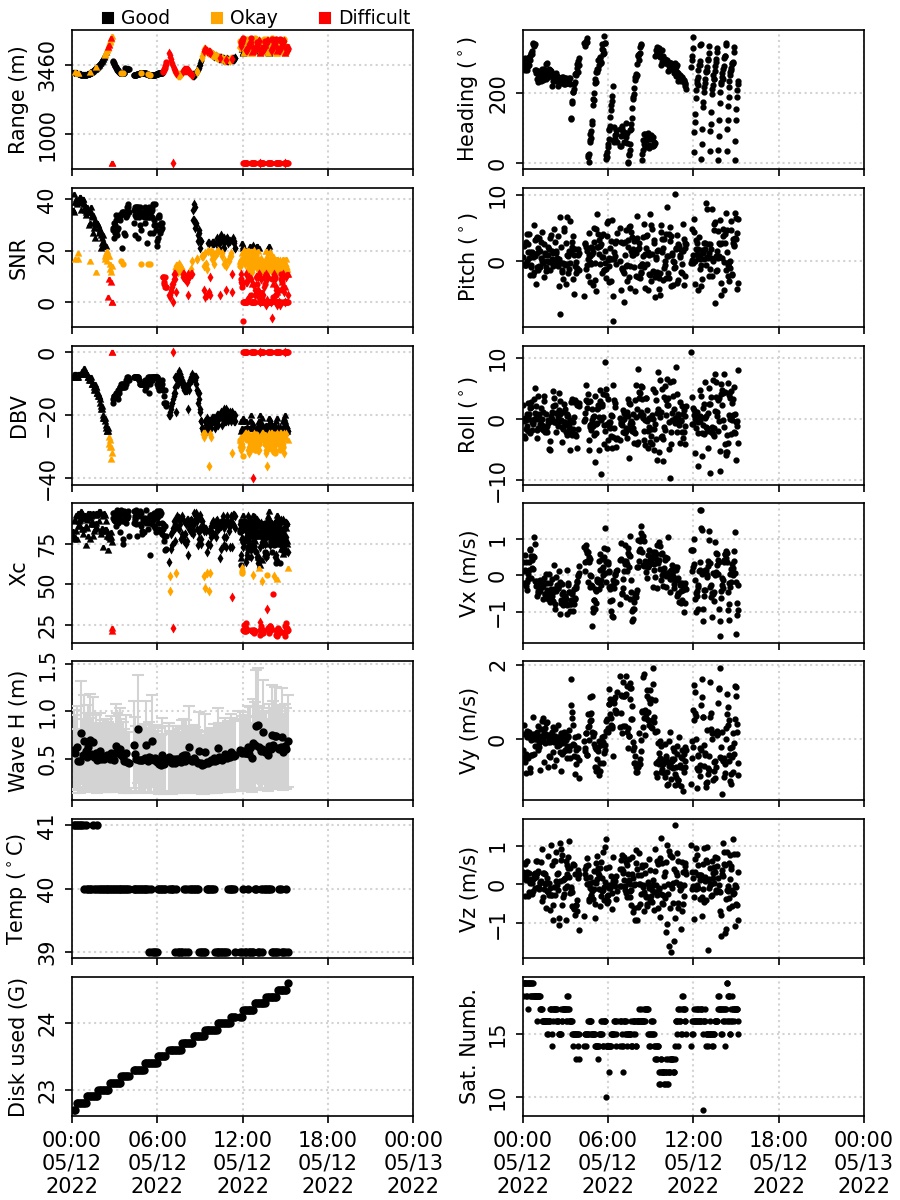 Good Okay Difficult
Range (m)
3460
1000
Heading (°)
200
0
SNR
40
20
0
Pitch (°)
10
0
DBV
0
−20
−40
Roll (°)
10
0
−10
Xc
75
50
25
Vx (m/s)
1
0
−1
Wave H (m)
1.5
1.0
0.5
Vy (m/s)
2
0
Temp (°C)
41
40
39
Vz (m/s)
1
0
−1
Disk used (G)
24
23
Sat. Numb.
15
10
00:00 06:00 12:00 18:00 00:00 00:00 06:00 12:00 18:00 00:00
05/12 05/12 05/12 05/12 05/13 05/12 05/12 05/12 05/12 05/13
2022 2022 2022 2022 2022 2022 2022 2022 2022 2022